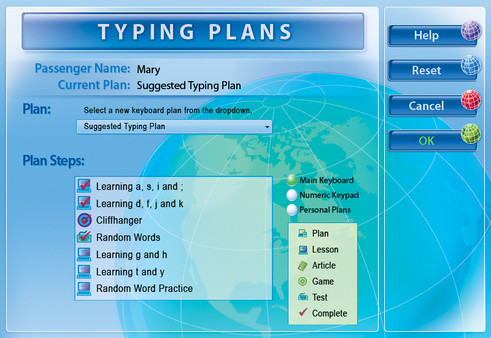 TYPING PLANS
Passenger Name: Mary
Current Plan: Suggested Typing Plan
Plan: Select a new keyboard plan from the dropdown.
Suggested Typing Plan
Plan Steps:
Learning a, s, i and ;
Learning d, f, j and k
Cliffhanger
Random Words
Learning g and h
Learning t and y
Random Word Practice
Main Keyboard
Numeric Keypad
Personal Plans
Plan
Lesson
Article
Game
Test
Complete
Help
Reset
Cancel
OK